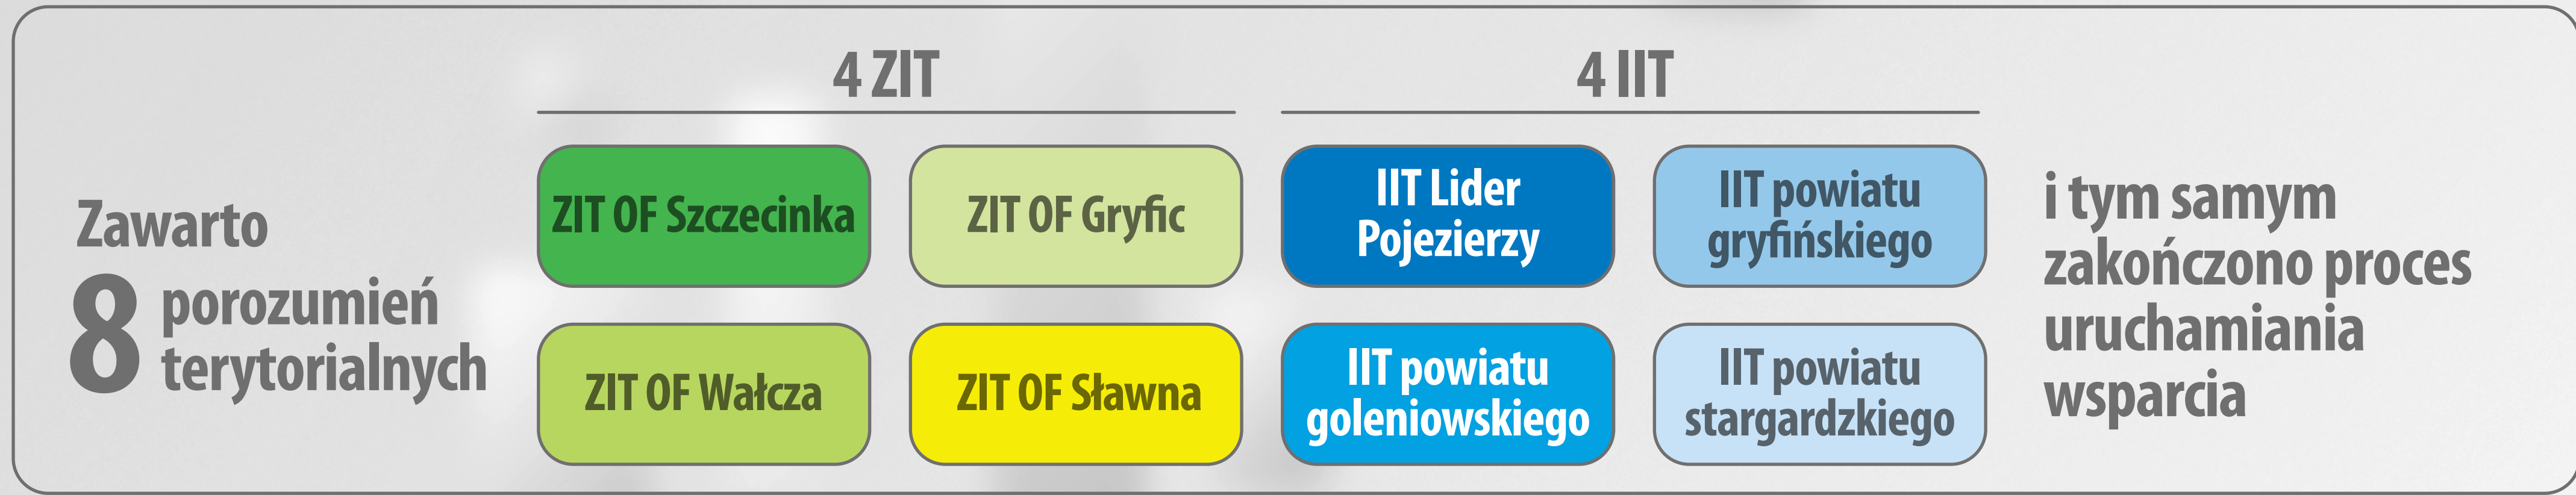 Zawarto
8 porozumień
terytorialnych
4 ZIT
ZIT OF Szczecinka
ZIT OF Gryfic
ZIT OF Wałcza
ZIT OF Sławna
4 IIT
IIT Lider
Pojezierzy
IIT powiatu
gryfińskiego
IIT powiatu
goleniowskiego
IIT powiatu
stargardzkiego
i tym samym
zakończono proces
uruchamiania
wsparcia